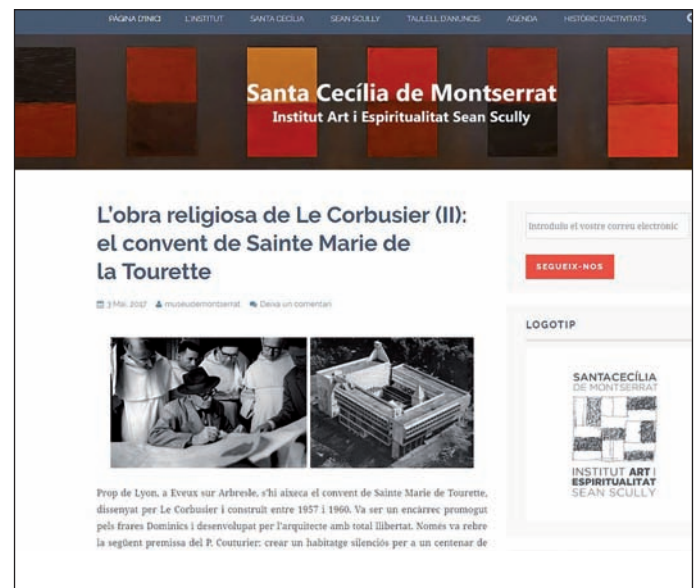 PÀGINA D'INICI L'INSTITUT SANTA CECÍLIA SEAN SCULLY TAULELL D'ANUNCIS AGENDA HISTÒRIC D'ACTIVITATS
Santa Cecília de Montserrat
Institut Art i Espiritualitat Sean Scully
L'obra religiosa de Le Corbusier (II):
el convent de Sainte Marie de
la Tourette
3 Mai, 2017 museudemontserrat Deixa un comentari
Prop de Lyon, a Eveux sur Arbresle, s'hi aixeca el convent de Sainte Marie de Tourette,
dissenyat per Le Corbusier i construït entre 1957 i 1960. Va ser un encàrrec promogut
pels frares Dominics i desenvolupat per l'arquitecte amb total llibertat. Només va rebre
la següent premissa del P. Couturier: crear un habitatge silenciós per a un centenar de
Introduïu el vostre correu electrònic
SEGUEIX-NOS
LOGOTIP
SANTACECÍLIA
DE MONTSERRAT
INSTITUT ART I
ESPIRITUALITAT
SEAN SCULLY